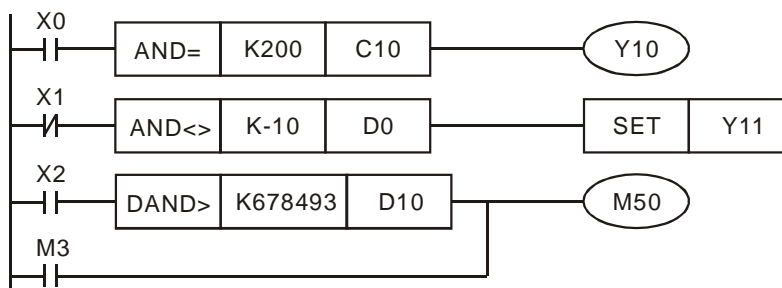 X0
AND= K200 C10 Y10
X1
AND<> K-10 D0 SET Y11
X2
DAND> K678493 D10 M50
M3